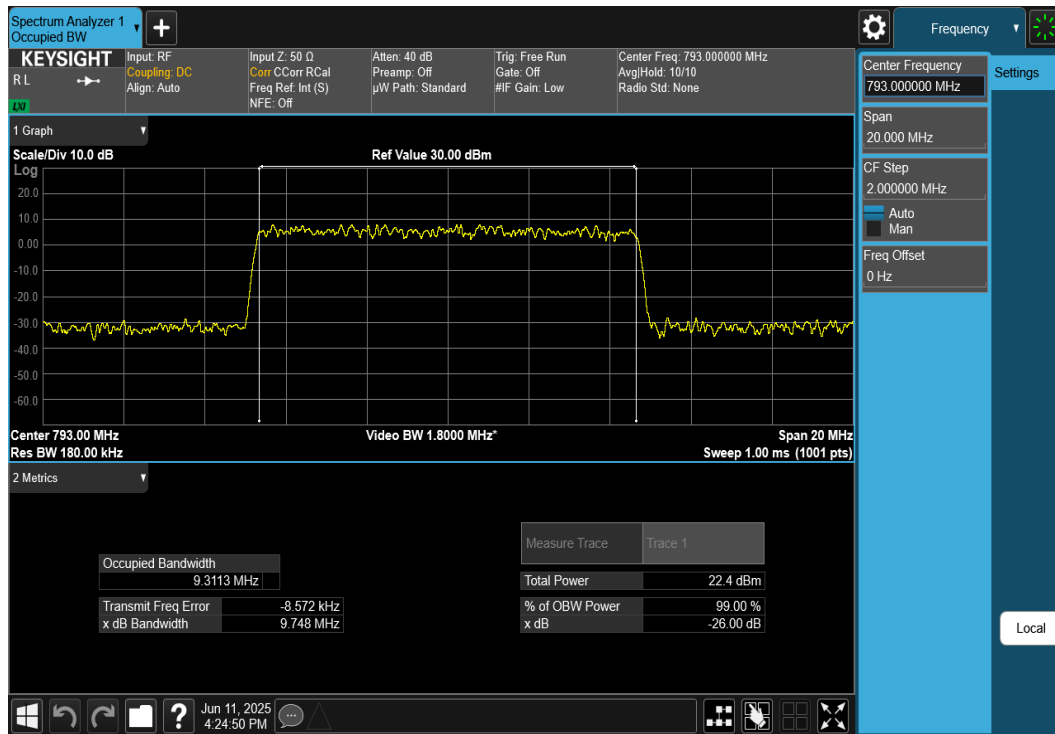 Spectrum Analyzer 1
Occupied BW
Frequency
KEYSIGHT
R L
LXI
Input: RF
Coupling: DC
Align: Auto
Input Z: 50 Ω
Corr CCorr RCal
Freq Ref: Int (S)
NFE: Off
Atten: 40 dB
Preamp: Off
µW Path: Standard
Trig: Free Run
Gate: Off
#IF Gain: Low
Center Freq: 793.000000 MHz
Avg|Hold: 10/10
Radio Std: None
Center Frequency
793.000000 MHz
Settings
Span
20.000 MHz
CF Step
2.000000 MHz
Auto
Man
Freq Offset
0 Hz
1 Graph
Scale/Div 10.0 dB
Ref Value 30.00 dBm
Log
20.0
10.0
0.00
-10.0
-20.0
-30.0
-40.0
-50.0
-60.0
Center 793.00 MHz
Video BW 1.8000 MHz*
Span 20 MHz
Res BW 180.00 kHz
Sweep 1.00 ms (1001 pts)
2 Metrics
Measure Trace
Trace 1
Occupied Bandwidth
9.3113 MHz
Total Power
22.4 dBm
Transmit Freq Error
-8.572 kHz
% of OBW Power
99.00 %
x dB Bandwidth
9.748 MHz
x dB
-26.00 dB
Local
?
Jun 11, 2025
4:24:50 PM